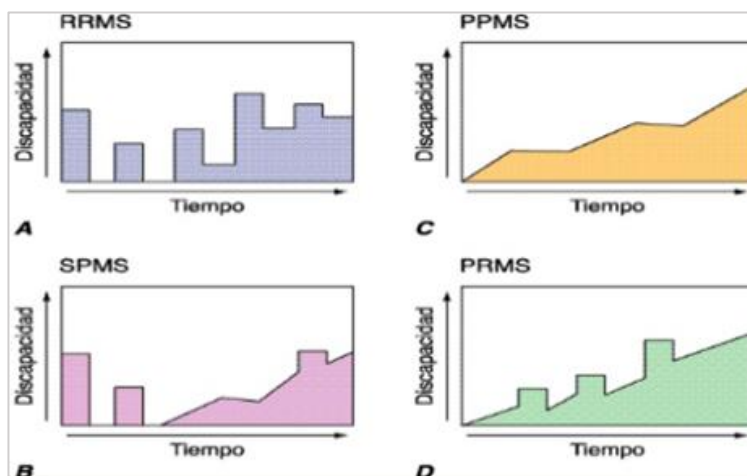 RRMS
Discapacidad
Tiempo
A
PPMS
Discapacidad
Tiempo
C
SPMS
Discapacidad
Tiempo
B
PRMS
Discapacidad
Tiempo
D